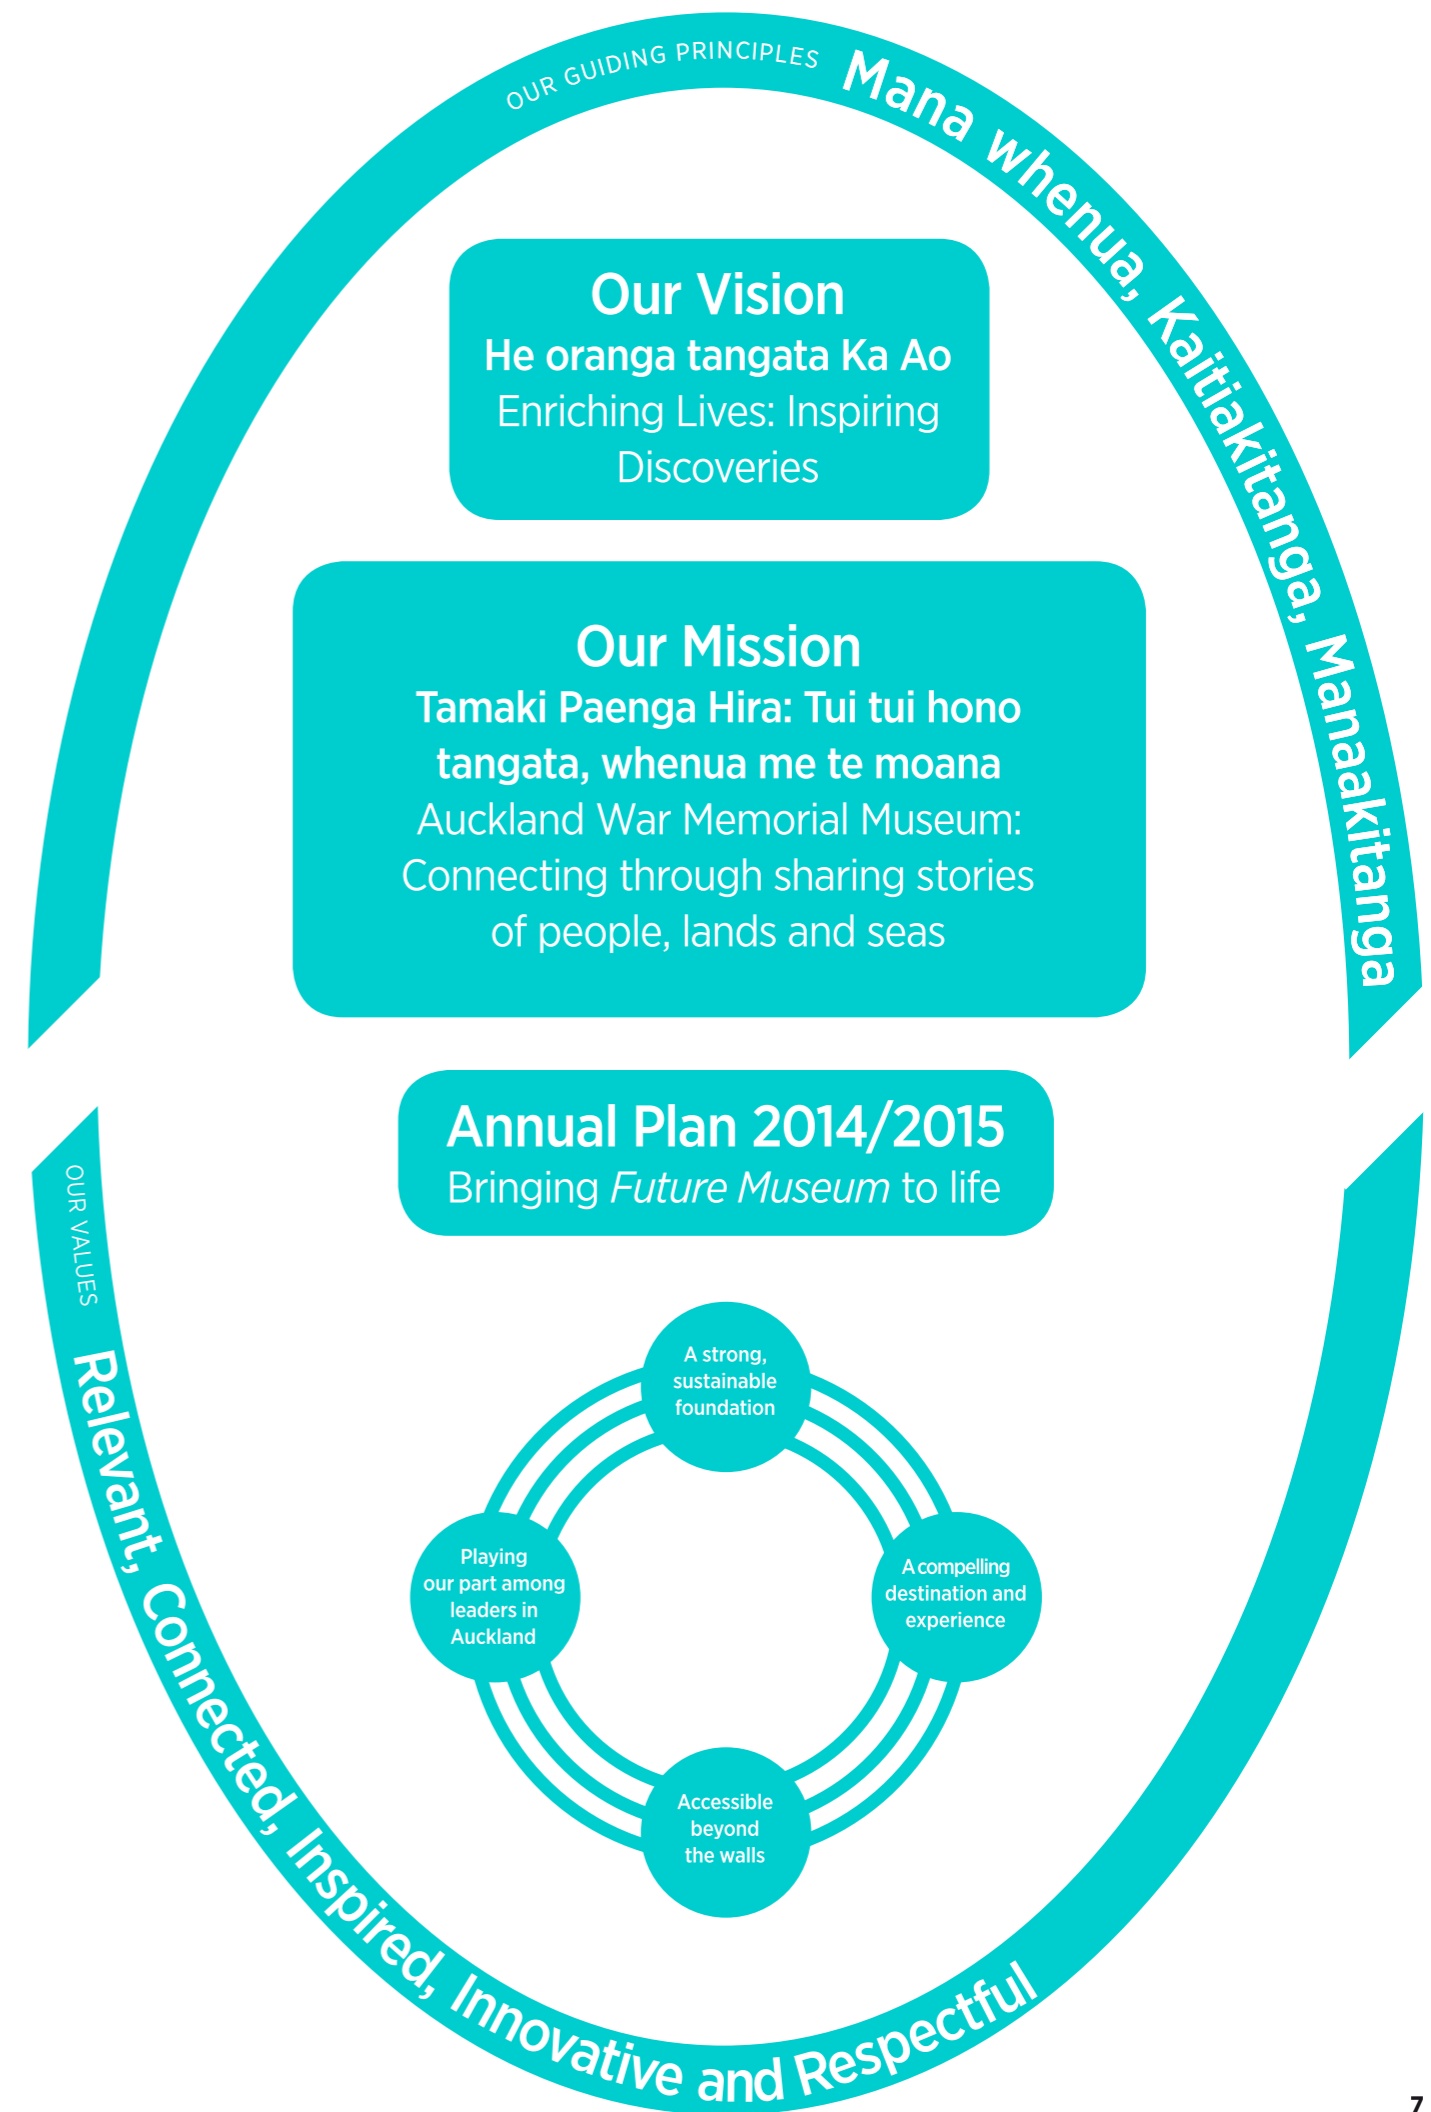 OUR GUIDING PRINCIPLES Mana whenua, Kaitiakitanga, Manaakitanga
Our Vision
He oranga tangata Ka Ao
Enriching Lives: Inspiring
Discoveries
Our Mission
Tamaki Paenga Hira: Tui tui hono
tangata, whenua me te moana
Auckland War Memorial Museum:
Connecting through sharing stories
of people, lands and seas
Annual Plan 2014/2015
Bringing Future Museum to life
A strong,
sustainable
foundation
Playing
our part among
leaders in
Auckland
A compelling
destination and
experience
Accessible
beyond
the walls
OUR VALUES Relevant, Connected, Inspired, Innovative and Respectful
7